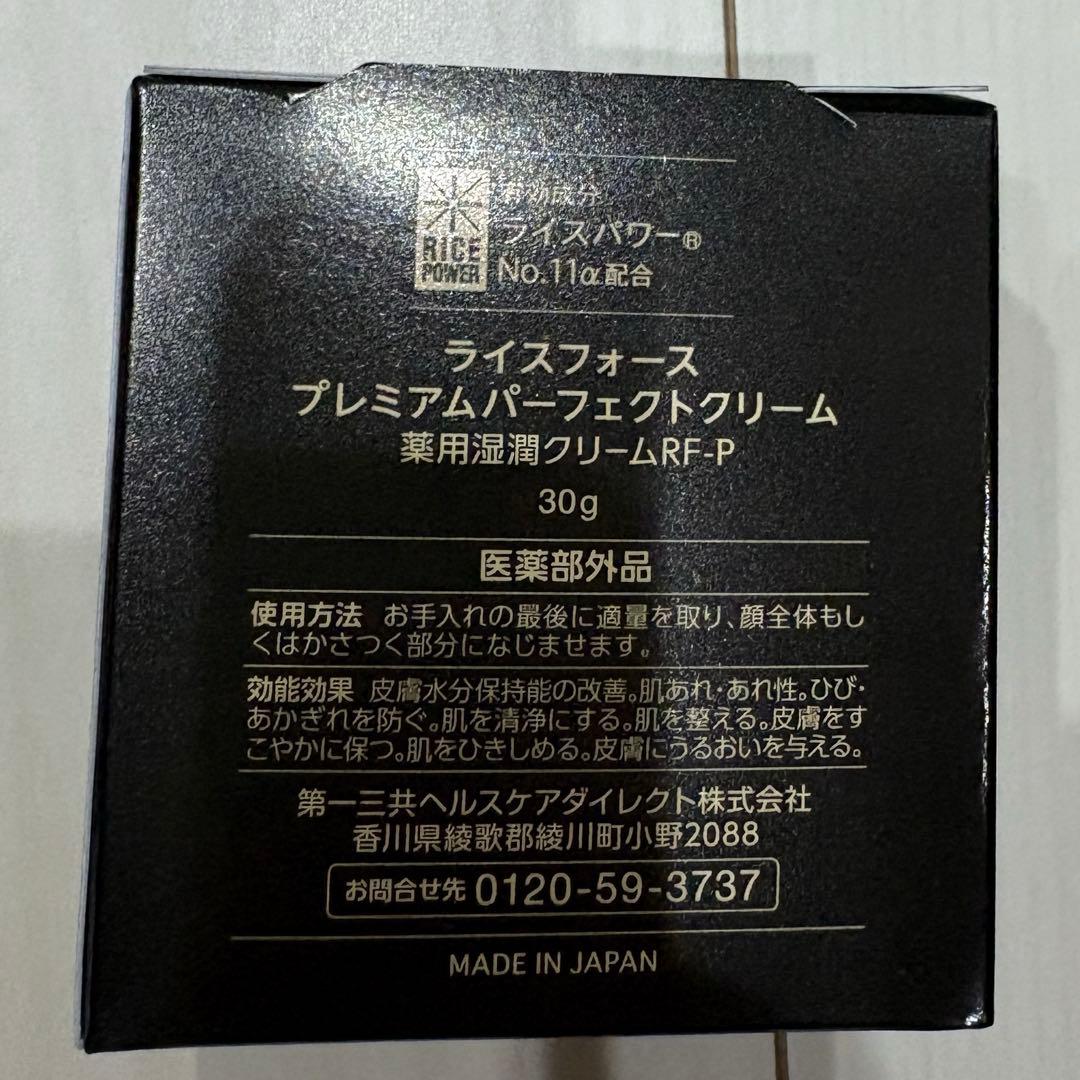 有効成分
RICE
POWER
ライスパワー®
No.11α配合
ライスフォース
プレミアムパーフェクトクリーム
薬用湿潤クリームRF-P
30g
医薬部外品
使用方法 お手入れの最後に適量を取り、顔全体もし
くはかさつく部分になじませます。
効能効果 皮膚水分保持能の改善。肌あれ・あれ性。ひび・
あかぎれを防ぐ。肌を清浄にする。肌を整える。皮膚をす
こやかに保つ。肌をひきしめる。皮膚にうるおいを与える。
第一三共ヘルスケアダイレクト株式会社
香川県綾歌郡綾川町小野2088
お問合せ先 0120-59-3737
MADE IN JAPAN